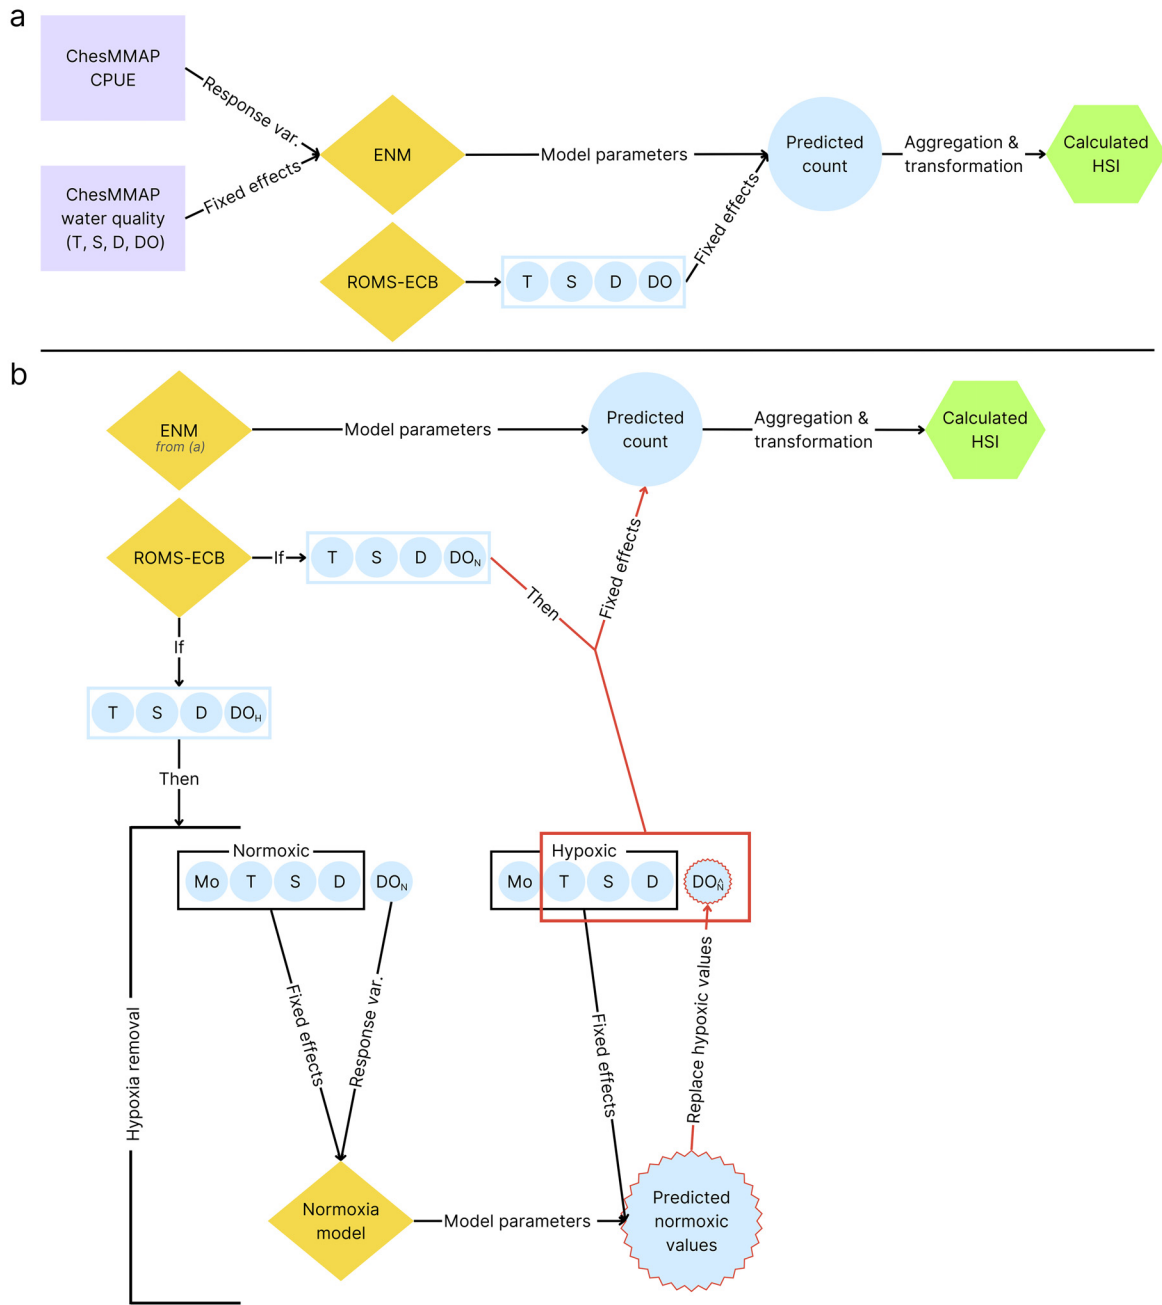 a
ChesMMAP
CPUE
Response var.
ChesMMAP
water quality
(T, S, D, DO)
Fixed effects
ENM
Model parameters
Predicted
count
Aggregation &
transformation
Calculated
HSI
ROMS-ECB
T S D DO
Fixed effects
b
ENM
from (a)
Model parameters
Predicted
count
Aggregation &
transformation
Calculated
HSI
ROMS-ECB
If
T S D DON
Then
Fixed effects
If
T S D DOH
Then
Hypoxia removal
Normoxic
Mo T S D DON
Hypoxic
Mo T S D DON̂
Fixed effects
Response var.
Fixed effects
Replace hypoxic values
Normoxia
model
Model parameters
Predicted
normoxic
values